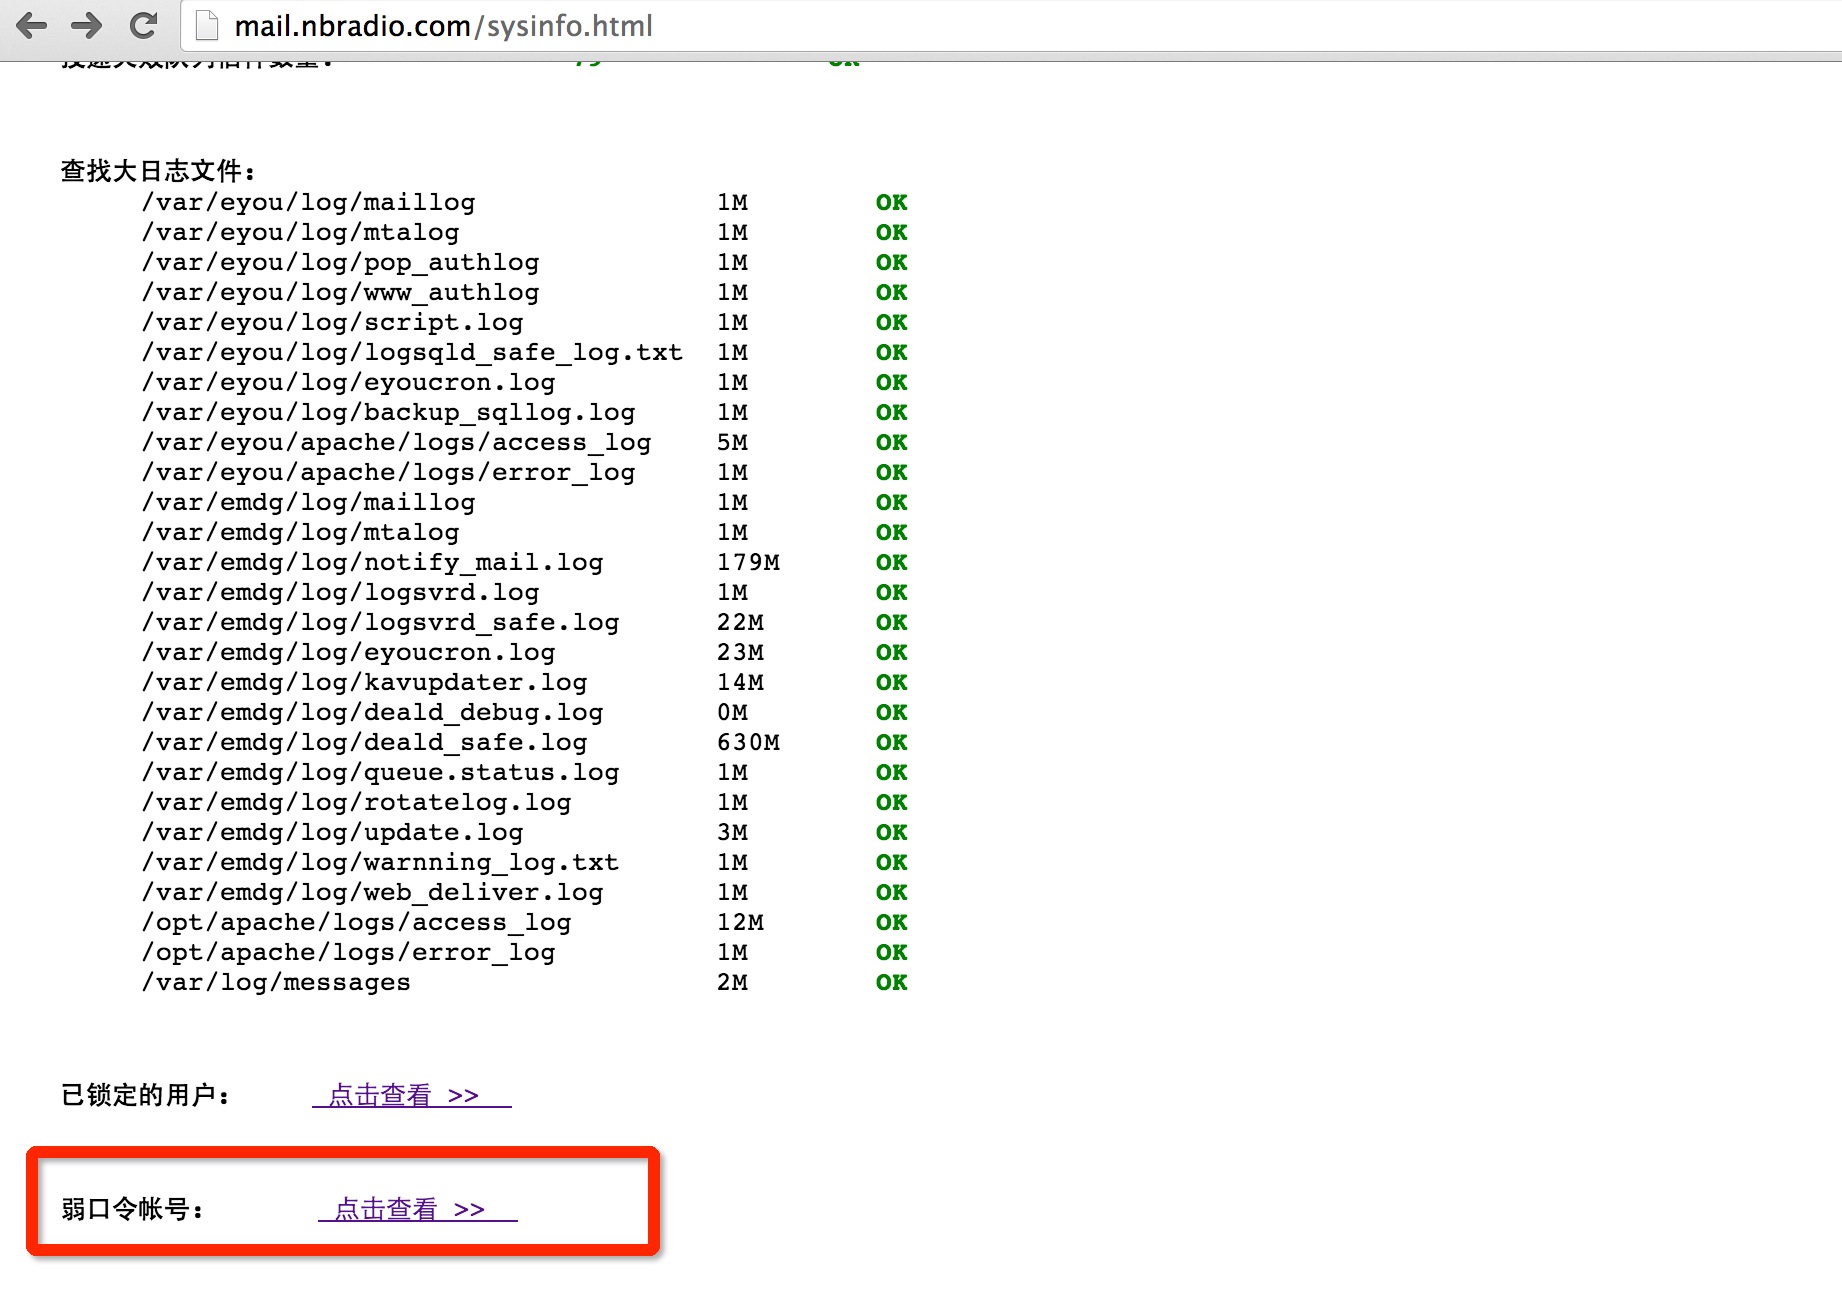 mail.nbradio.com/sysinfo.html
查找大日志文件：
/var/eyou/log/maillog 1M OK
/var/eyou/log/mtalog 1M OK
/var/eyou/log/pop_authlog 1M OK
/var/eyou/log/www_authlog 1M OK
/var/eyou/log/script.log 1M OK
/var/eyou/log/logsqld_safe_log.txt 1M OK
/var/eyou/log/eyoucron.log 1M OK
/var/eyou/log/backup_sqllog.log 1M OK
/var/eyou/apache/logs/access_log 5M OK
/var/eyou/apache/logs/error_log 1M OK
/var/emdg/log/maillog 1M OK
/var/emdg/log/mtalog 1M OK
/var/emdg/log/notify_mail.log 179M OK
/var/emdg/log/logsvrd.log 1M OK
/var/emdg/log/logsvrd_safe.log 22M OK
/var/emdg/log/eyoucron.log 23M OK
/var/emdg/log/kavupdater.log 14M OK
/var/emdg/log/deald_debug.log 0M OK
/var/emdg/log/deald_safe.log 630M OK
/var/emdg/log/queue.status.log 1M OK
/var/emdg/log/rotatelog.log 1M OK
/var/emdg/log/update.log 3M OK
/var/emdg/log/warnning_log.txt 1M OK
/var/emdg/log/web_deliver.log 1M OK
/opt/apache/logs/access_log 12M OK
/opt/apache/logs/error_log 1M OK
/var/log/messages 2M OK
已锁定的用户： 点击查看 >>
弱口令帐号： 点击查看 >>